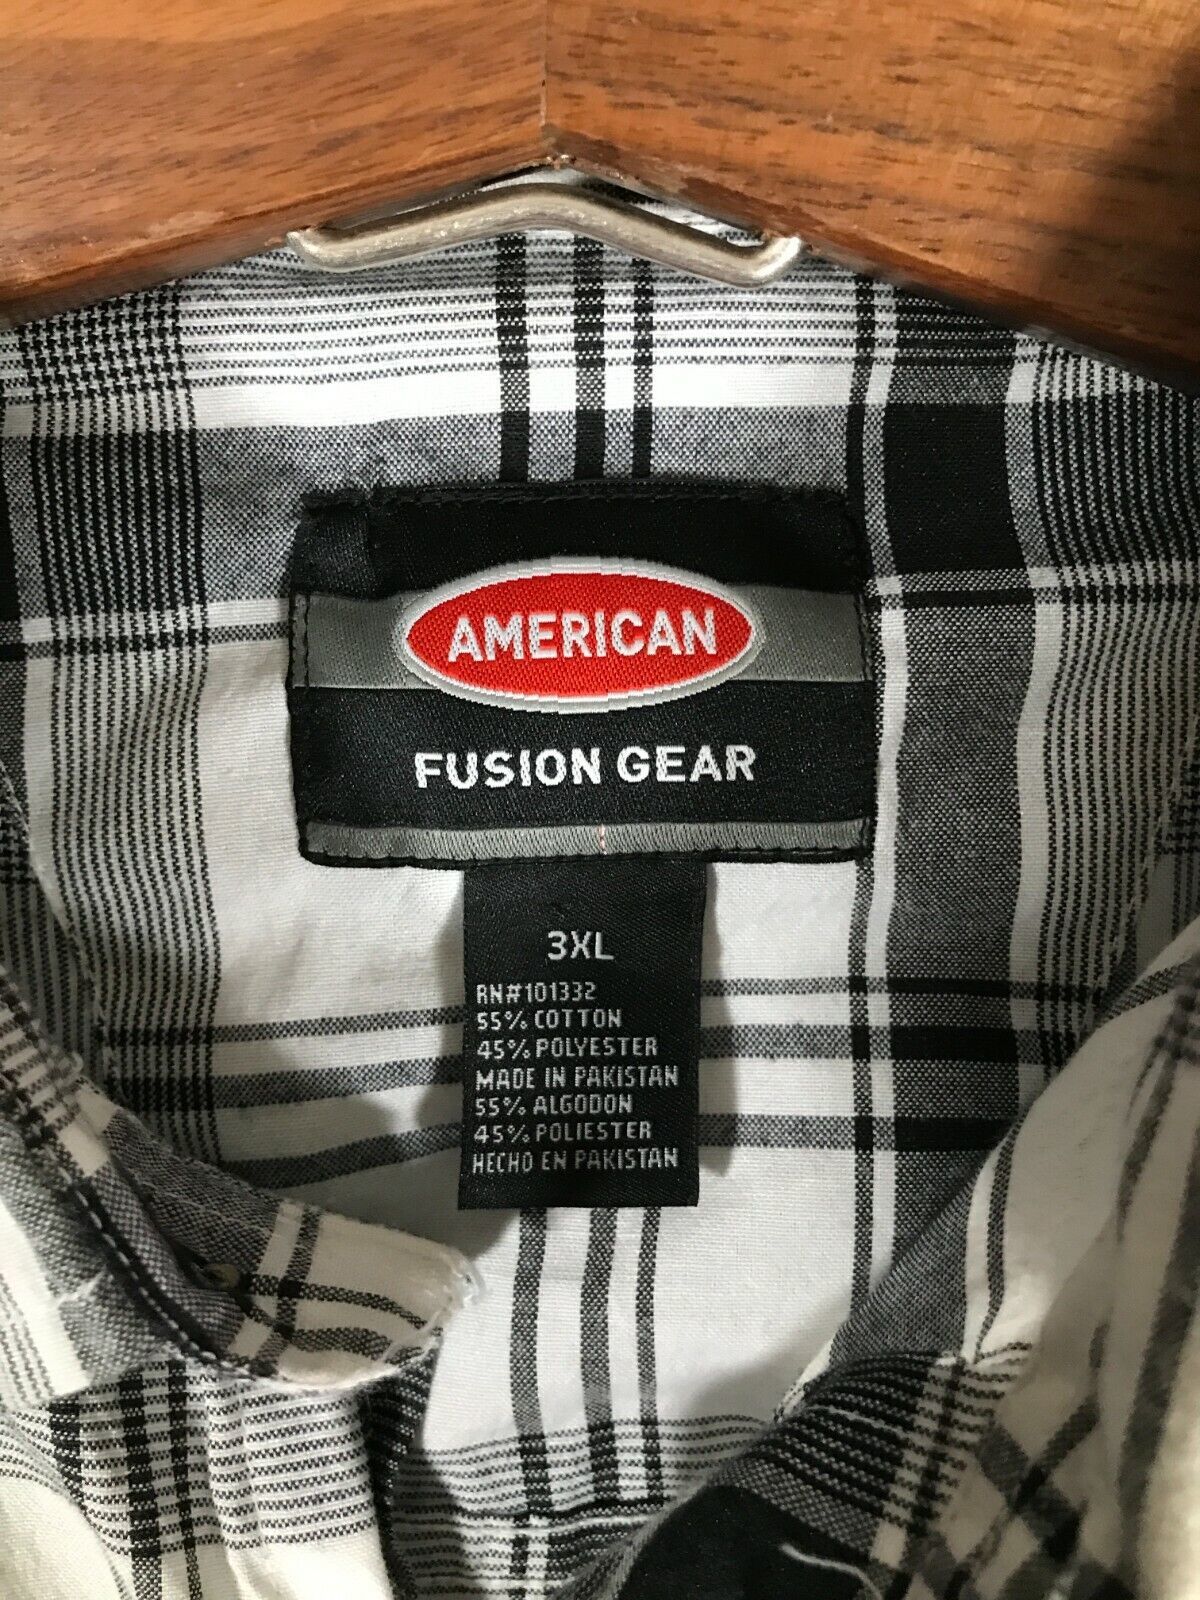 AMERICAN
FUSION GEAR
3XL
RN#101332
55% COTTON
45% POLYESTER
MADE IN PAKISTAN
55% ALGODON
45% POLIESTER
HECHO EN PAKISTAN